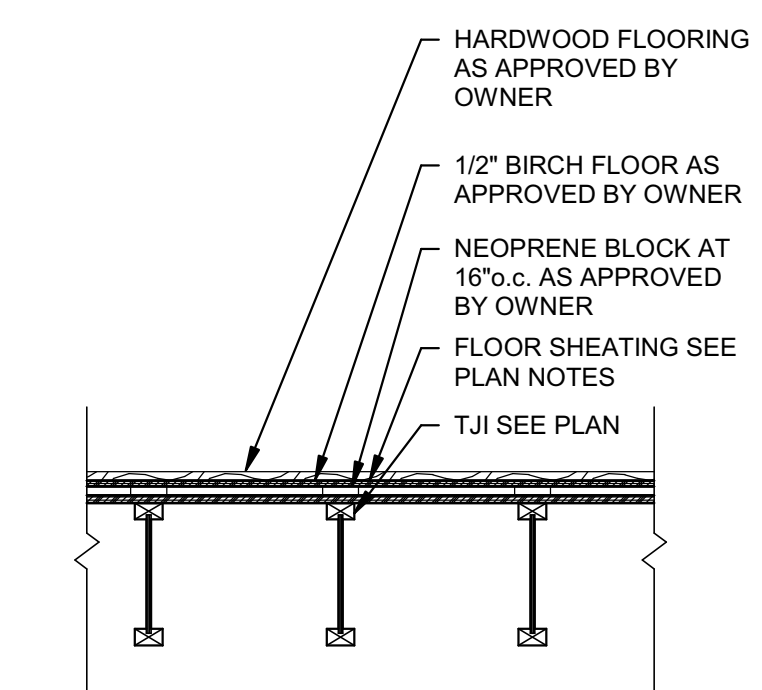 HARDWOOD FLOORING
AS APPROVED BY
OWNER
1/2" BIRCH FLOOR AS
APPROVED BY OWNER
NEOPRENE BLOCK AT
16"o.c. AS APPROVED
BY OWNER
FLOOR SHEATING SEE
PLAN NOTES
TJI SEE PLAN